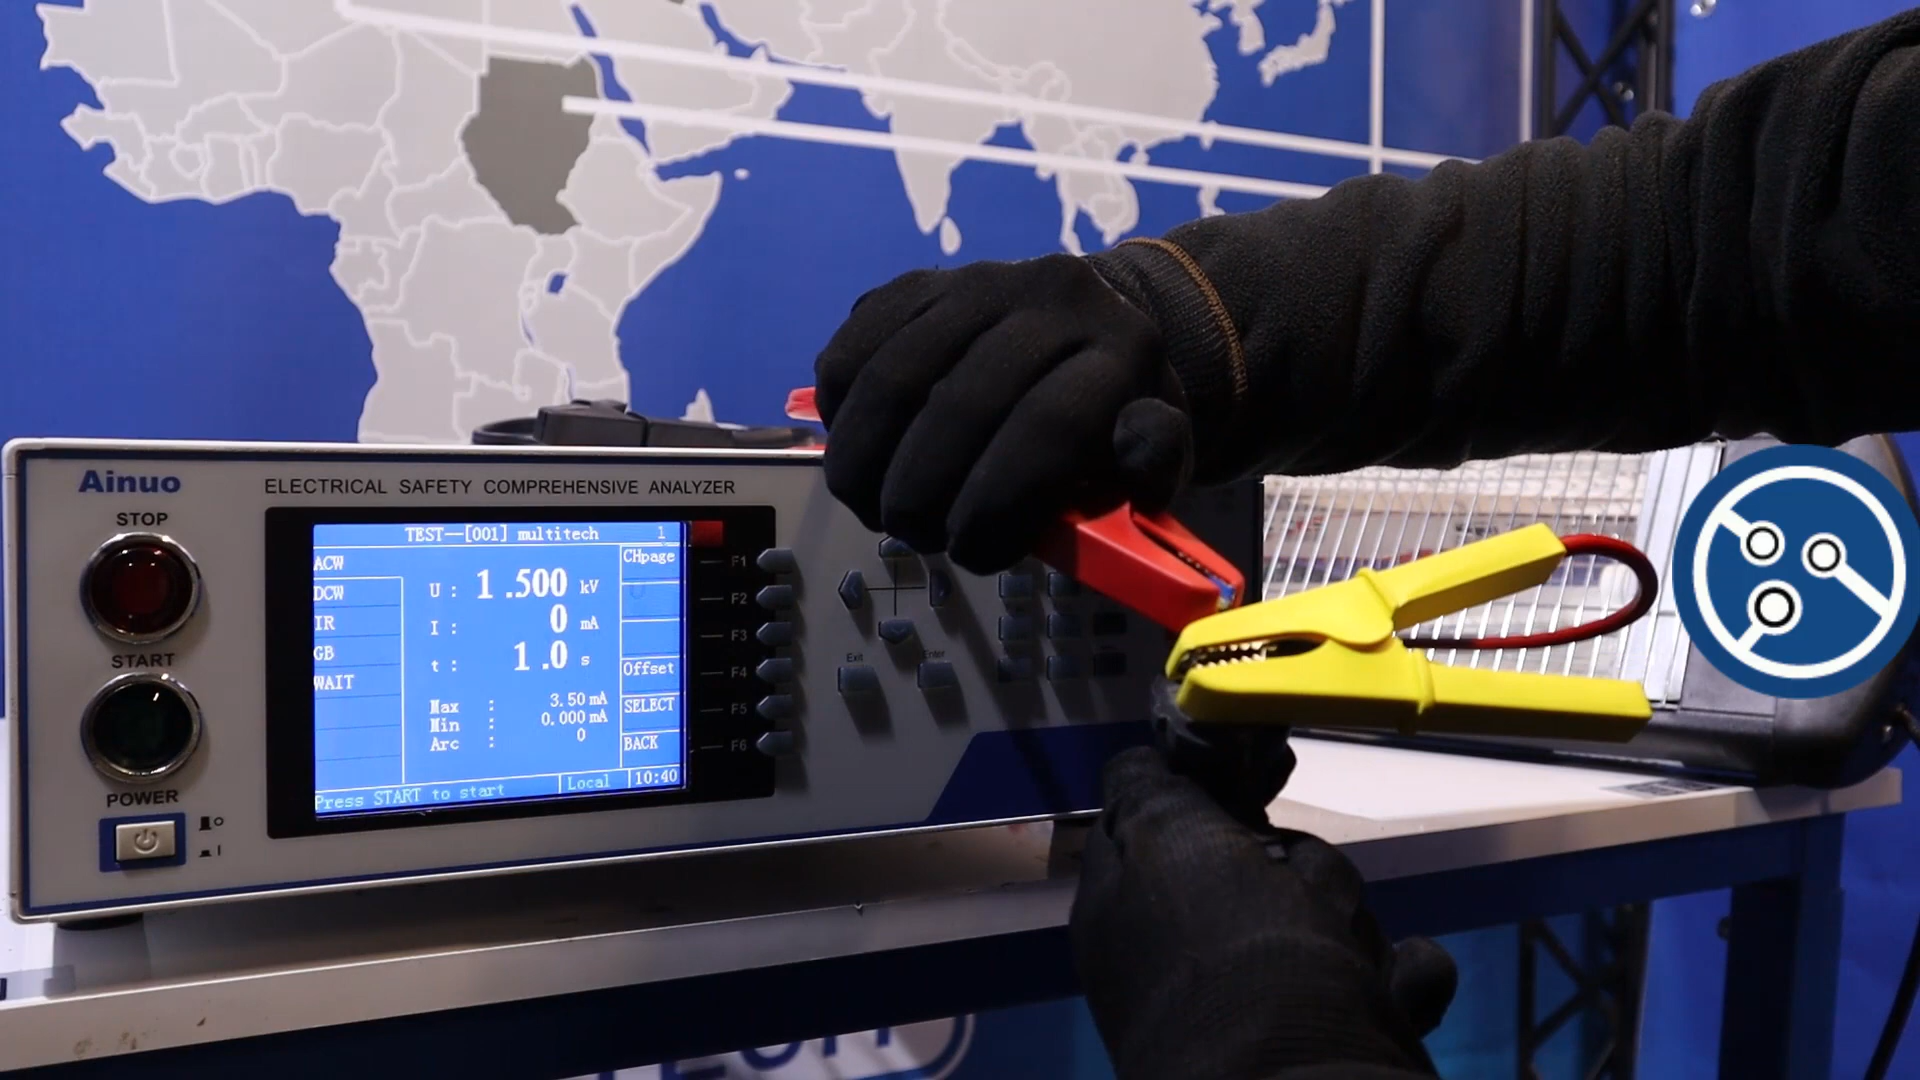 Ainuo
ELECTRICAL SAFETY COMPREHENSIVE ANALYZER
STOP
START
POWER
TEST—[001] multitech 1
ACW
DCW
IR
GB
WAIT
U : 1.500 kV
I : 0 mA
t : 1.0 s
Max : 3.50 mA
Min : 0.000 mA
Arc : 0
CHpage
Offset
SELECT
BACK
Press START to start
Local
10:40
F1
F2
F3
F4
F5
F6
Exit
Enter